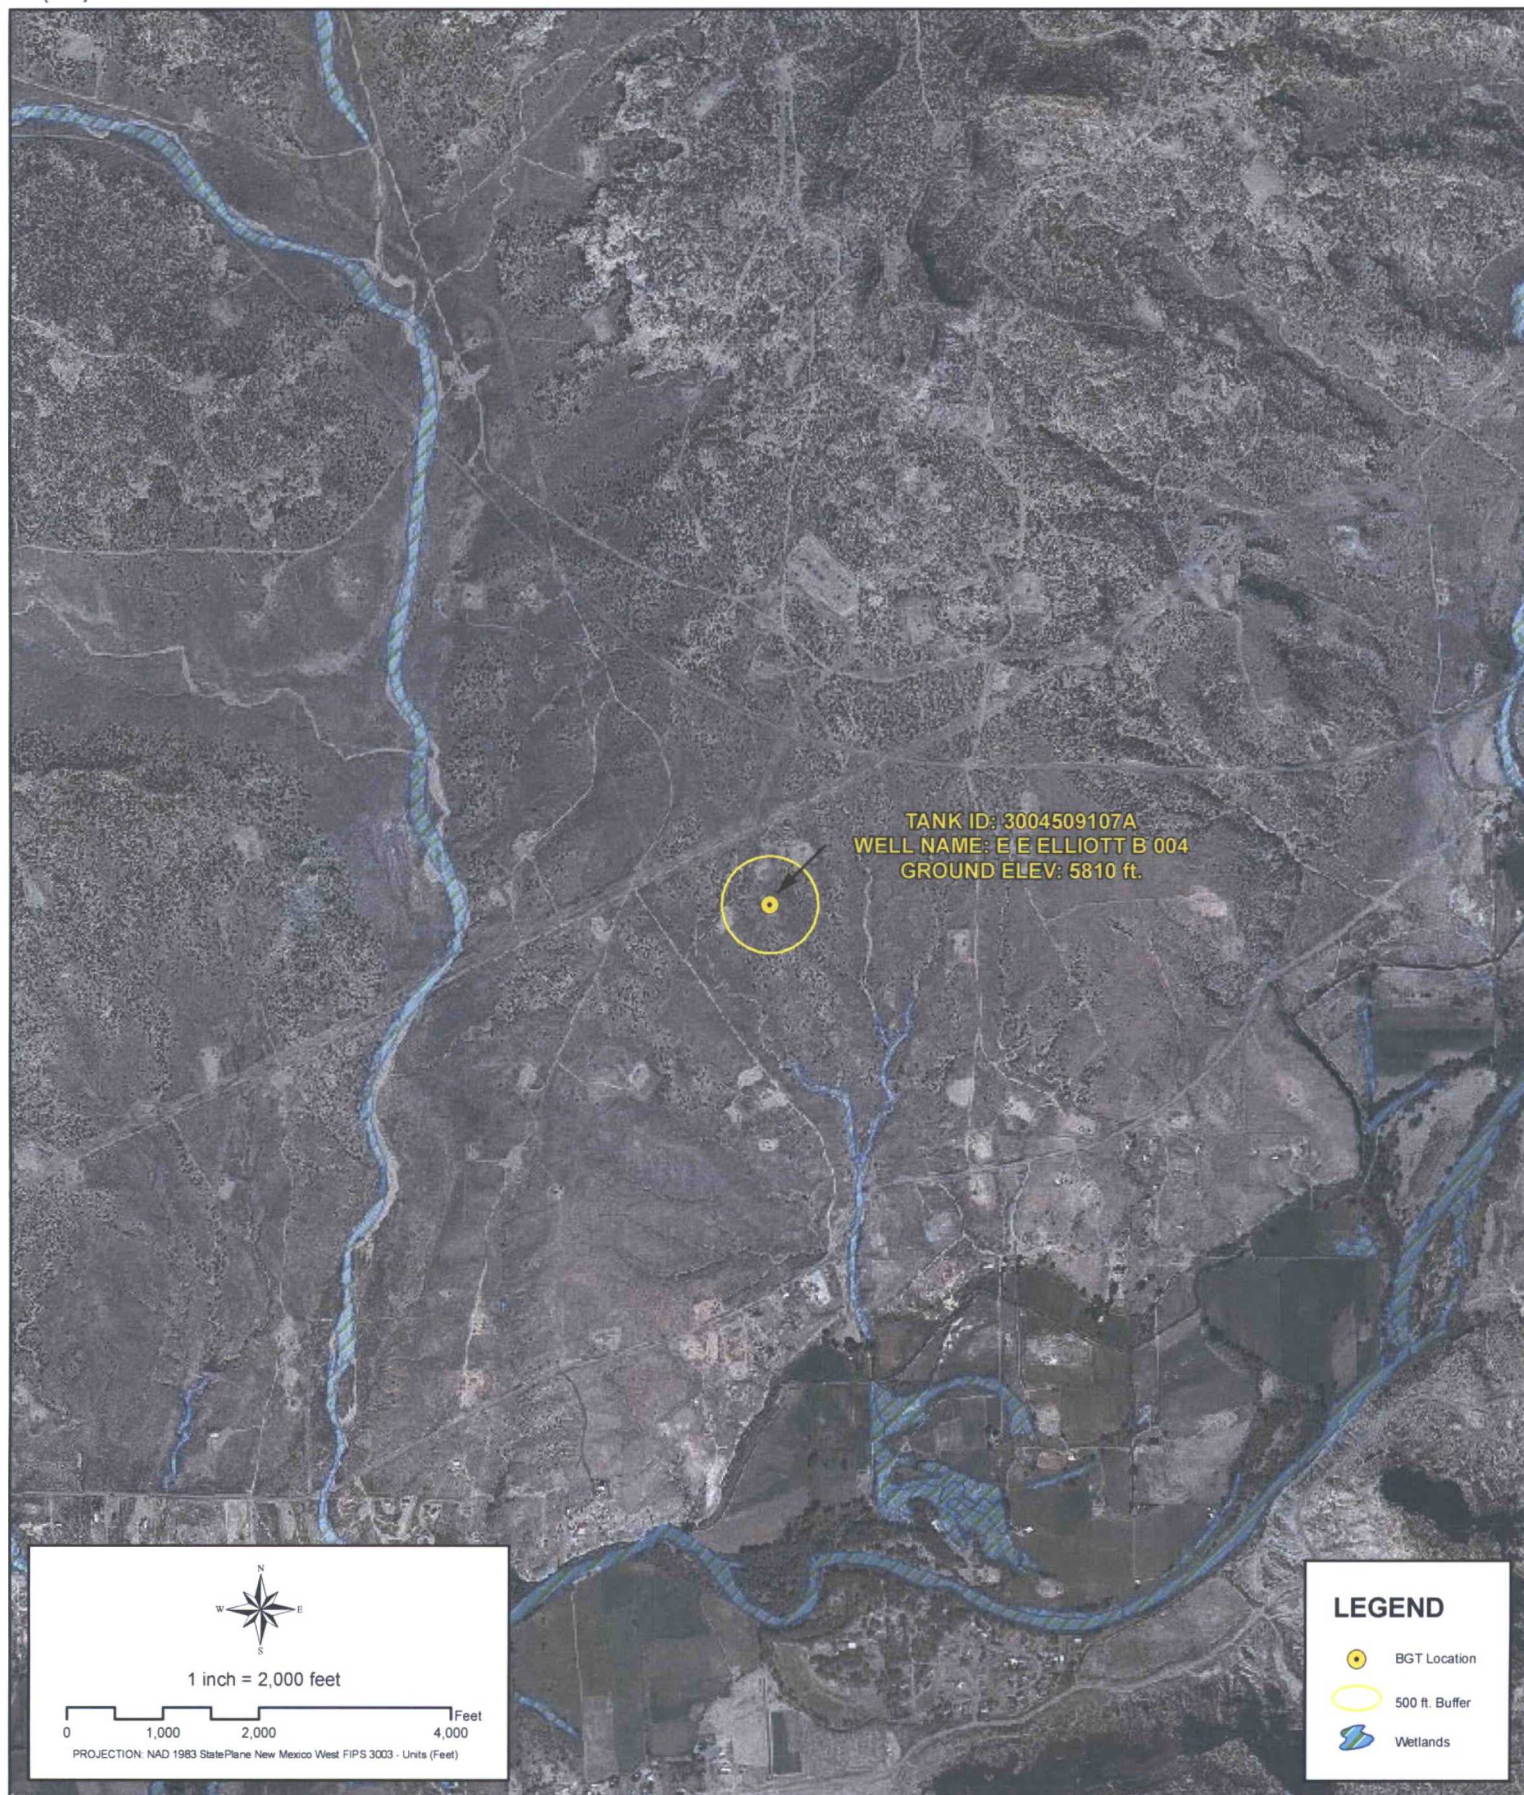 TANK ID: 3004509107A
WELL NAME: E E ELLIOTT B 004
GROUND ELEV: 5810 ft.
N
W E
S
1 inch = 2,000 feet
Feet
0 1,000 2,000 4,000
PROJECTION: NAD 1983 StatePlane New Mexico West FIPS 3003 - Units (Feet)
LEGEND
BGT Location
500 ft. Buffer
Wetlands